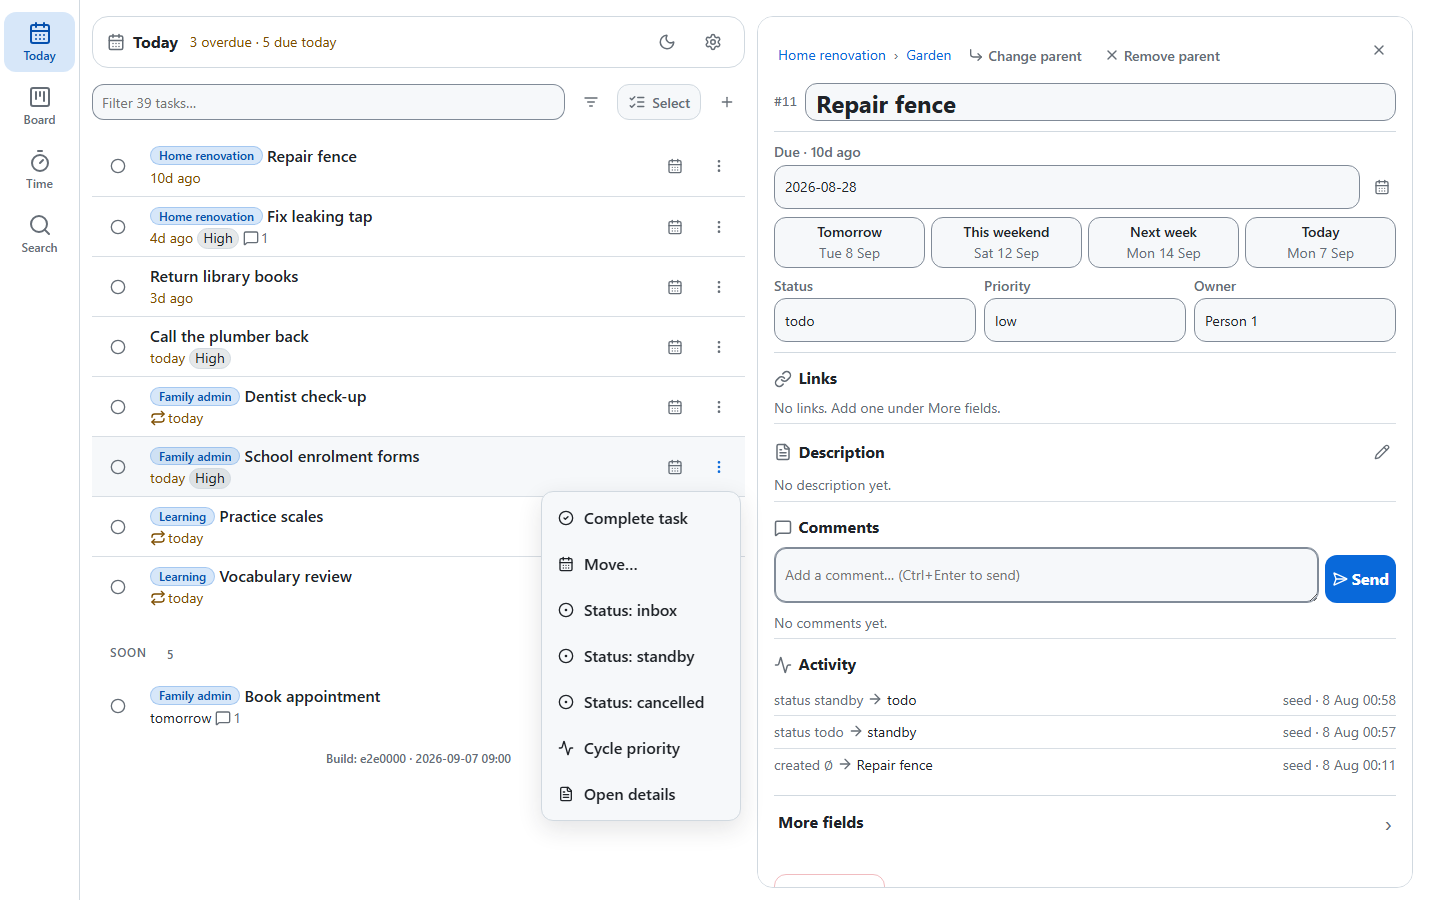 Today
Board
Time
Search
Today 3 overdue · 5 due today
Filter 39 tasks...
Select
Home renovation Repair fence
10d ago
Home renovation Fix leaking tap
4d ago High 1
Return library books
3d ago
Call the plumber back
today High
Family admin Dentist check-up
today
Family admin School enrolment forms
today High
Learning Practice scales
today
Learning Vocabulary review
today
SOON 5
Family admin Book appointment
tomorrow 1
Build: e2e0000 · 2026-09-07 09:00
Complete task
Move...
Status: inbox
Status: standby
Status: cancelled
Cycle priority
Open details
Home renovation › Garden Change parent Remove parent
#11 Repair fence
Due · 10d ago
2026-08-28
Tomorrow
Tue 8 Sep
This weekend
Sat 12 Sep
Next week
Mon 14 Sep
Today
Mon 7 Sep
Status Priority Owner
todo low Person 1
Links
No links. Add one under More fields.
Description
No description yet.
Comments
Add a comment... (Ctrl+Enter to send)
Send
No comments yet.
Activity
status standby → todo seed · 8 Aug 00:58
status todo → standby seed · 8 Aug 00:57
created ∅ → Repair fence seed · 8 Aug 00:11
More fields